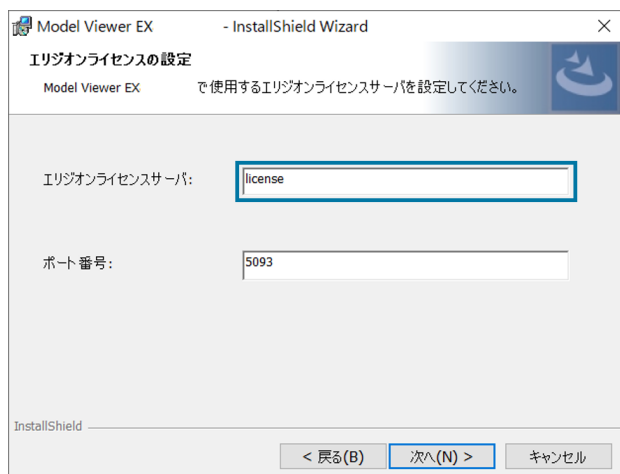 Model Viewer EX - InstallShield Wizard
エリジオンライセンスの設定
Model Viewer EX で使用するエリジオンライセンスサーバを設定してください。
エリジオンライセンスサーバ: license
ポート番号: 5093
InstallShield
< 戻る(B) 次へ(N) > キャンセル